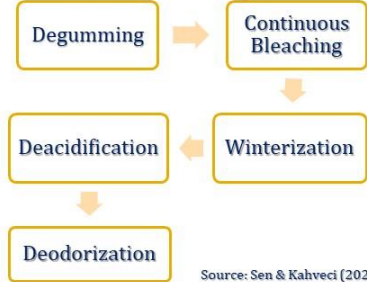 Degumming
Continuous
Bleaching
Winterization
Deacidification
Deodorization
Source: Sen & Kahveci (202